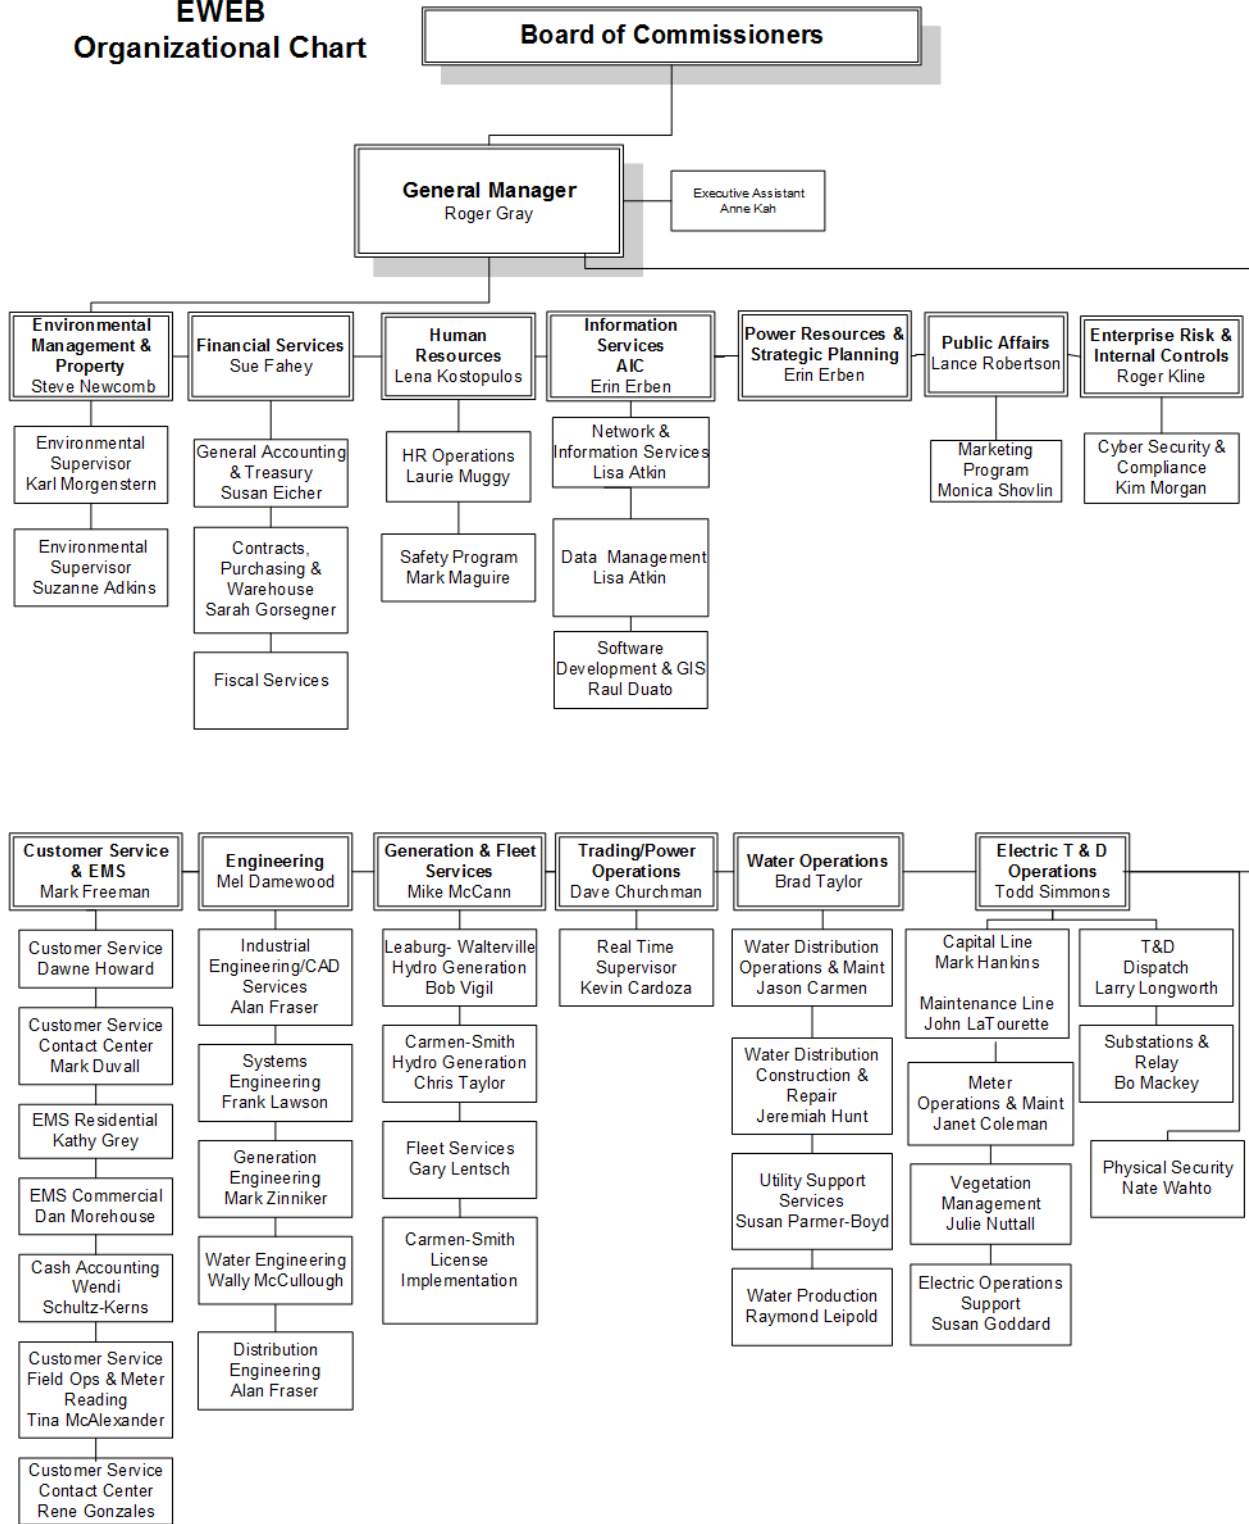 EWEB
Organizational Chart
Board of Commissioners
General Manager
Roger Gray
Executive Assistant
Anne Kah
Environmental
Management &
Property
Steve Newcomb
Financial Services
Sue Fahey
Human
Resources
Lena Kostopulos
Information
Services
AIC
Erin Erben
Power Resources &
Strategic Planning
Erin Erben
Public Affairs
Lance Robertson
Enterprise Risk &
Internal Controls
Roger Kline
Environmental
Supervisor
Karl Morgenstern
Environmental
Supervisor
Suzanne Adkins
General Accounting
& Treasury
Susan Eicher
Contracts,
Purchasing &
Warehouse
Sarah Gorsegner
Fiscal Services
HR Operations
Laurie Muggy
Safety Program
Mark Maguire
Network &
Information Services
Lisa Atkin
Data Management
Lisa Atkin
Software
Development & GIS
Raul Duato
Marketing
Program
Monica Shovlin
Cyber Security &
Compliance
Kim Morgan
Customer Service
& EMS
Mark Freeman
Engineering
Mel Damewood
Generation & Fleet
Services
Mike McCann
Trading/Power
Operations
Dave Churchman
Water Operations
Brad Taylor
Electric T & D
Operations
Todd Simmons
Customer Service
Dawne Howard
Customer Service
Contact Center
Mark Duvall
EMS Residential
Kathy Grey
EMS Commercial
Dan Morehouse
Cash Accounting
Wendi
Schultz-Kerns
Customer Service
Field Ops & Meter
Reading
Tina McAlexander
Customer Service
Contact Center
Rene Gonzales
Industrial
Engineering/CAD
Services
Alan Fraser
Systems
Engineering
Frank Lawson
Generation
Engineering
Mark Zinniker
Water Engineering
Wally McCullough
Distribution
Engineering
Alan Fraser
Leaburg- Walterville
Hydro Generation
Bob Vigil
Carmen-Smith
Hydro Generation
Chris Taylor
Fleet Services
Gary Lentsch
Carmen-Smith
License
Implementation
Real Time
Supervisor
Kevin Cardoza
Water Distribution
Operations & Maint
Jason Carmen
Water Distribution
Construction &
Repair
Jeremiah Hunt
Utility Support
Services
Susan Parmer-Boyd
Water Production
Raymond Leipold
Capital Line
Mark Hankins
Maintenance Line
John LaTourette
Meter
Operations & Maint
Janet Coleman
Vegetation
Management
Julie Nuttall
Electric Operations
Support
Susan Goddard
T&D
Dispatch
Larry Longworth
Substations &
Relay
Bo Mackey
Physical Security
Nate Wahto